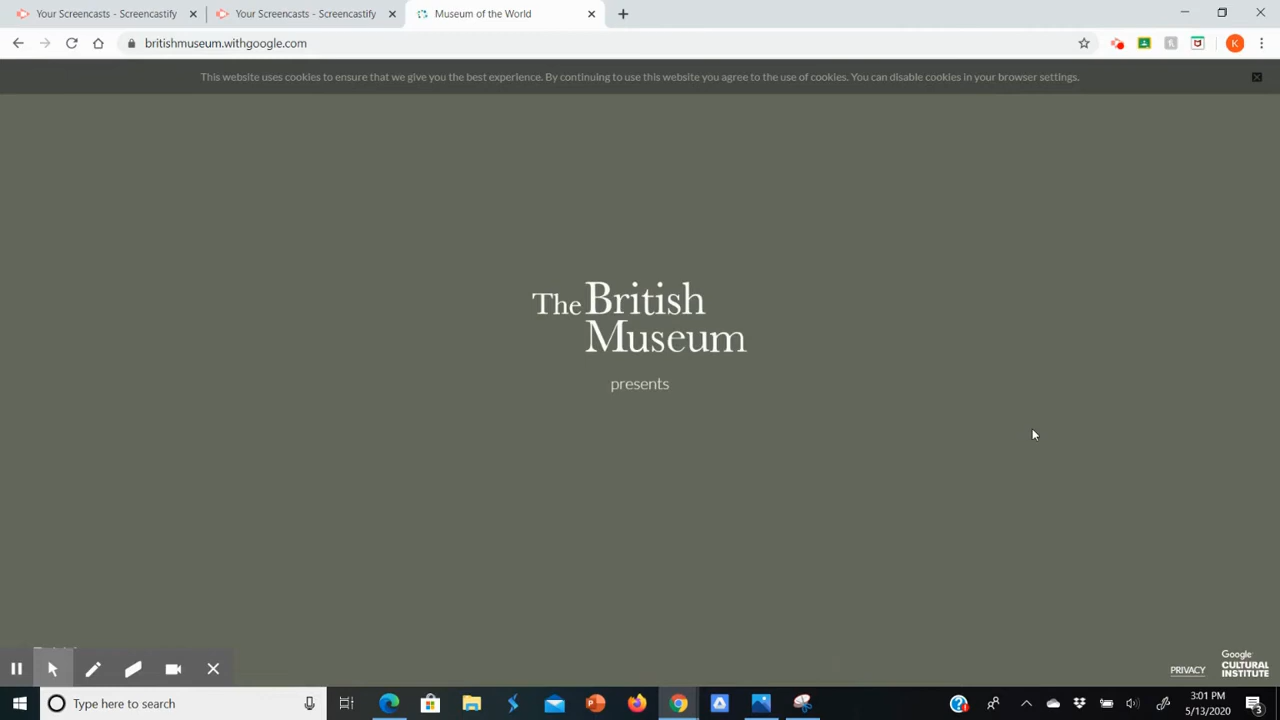 Your Screencasts - Screencastify
Your Screencasts - Screencastify
Museum of the World
britishmuseum.withgoogle.com
K
This website uses cookies to ensure that we give you the best experience. By continuing to use this website you agree to the use of cookies. You can disable cookies in your browser settings.
The British
Museum
presents
PRIVACY
Google
CULTURAL
INSTITUTE
Type here to search
3:01 PM
5/13/2020
3